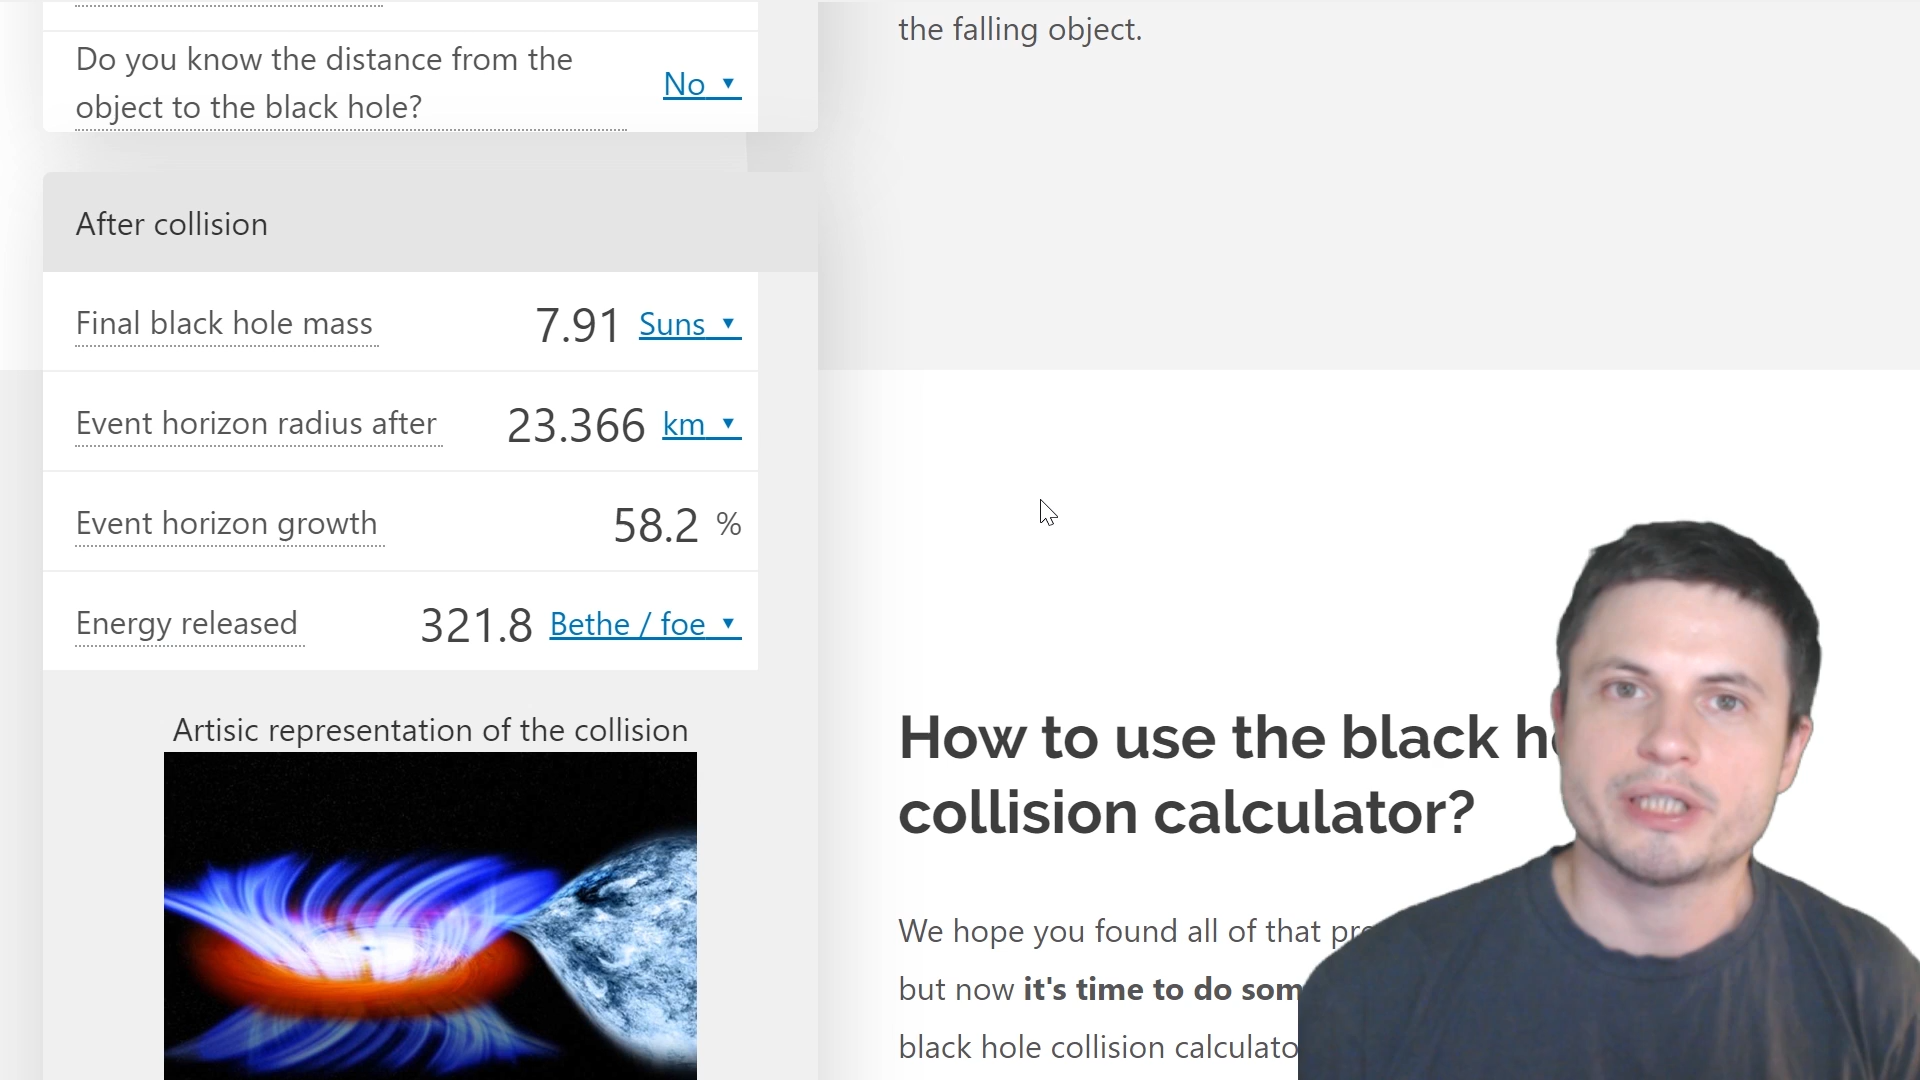 Do you know the distance from the
object to the black hole?
No ▼
After collision
Final black hole mass 7.91 Suns ▼
Event horizon radius after 23.366 km ▼
Event horizon growth 58.2 %
Energy released 321.8 Bethe / foe ▼
Artisic representation of the collision
the falling object.
How to use the black
collision calculator?
We hope you found all of that
but now it's time to do
black hole collision